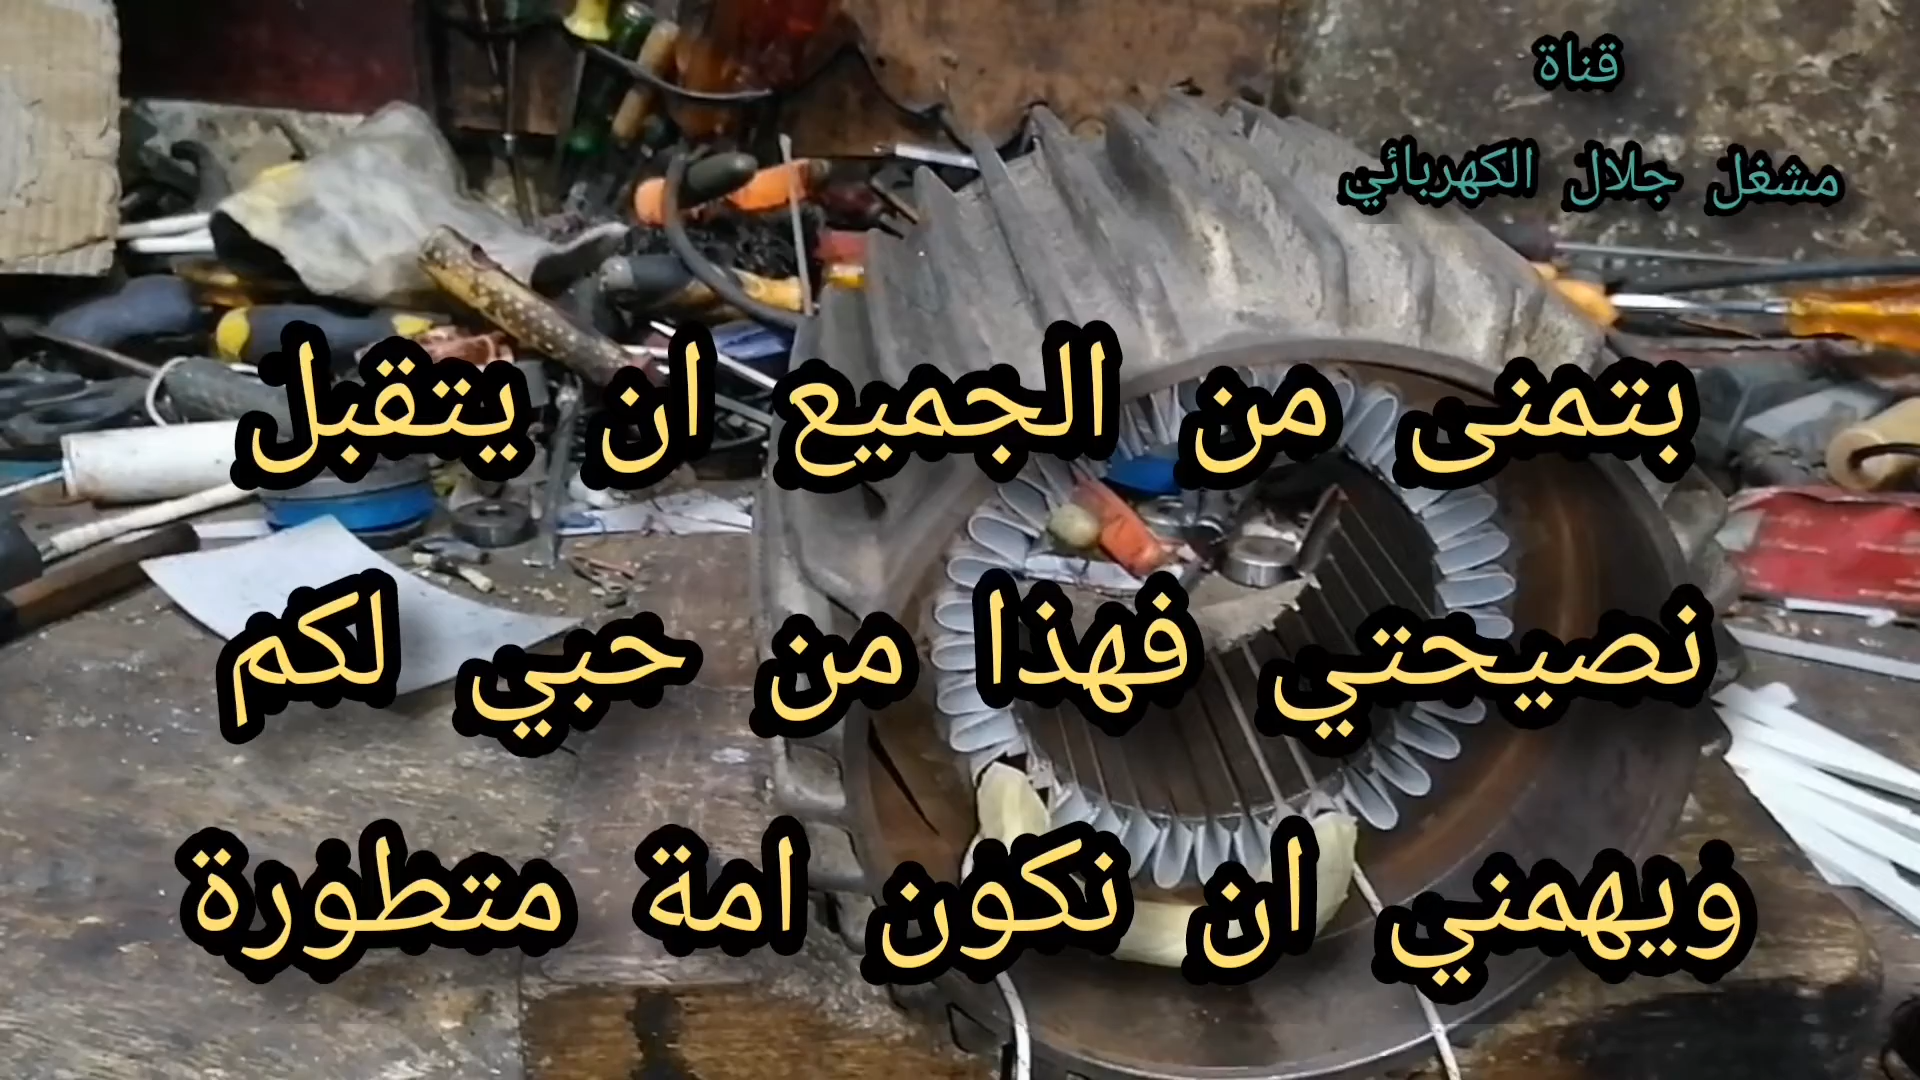 قناة
مشغل جلال الكهربائي
بتمنى من الجميع ان يتقبل
نصيحتي فهذا من حبي لكم
ويهمني ان نكون امة متطورة